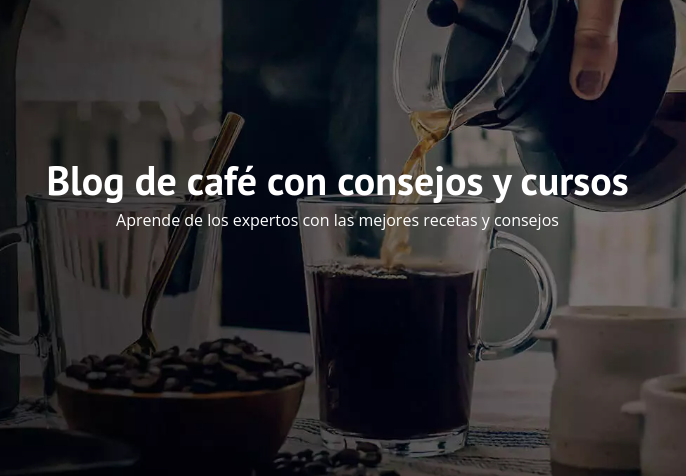 Blog de café con consejos y cursos
Aprende de los expertos con las mejores recetas y consejos